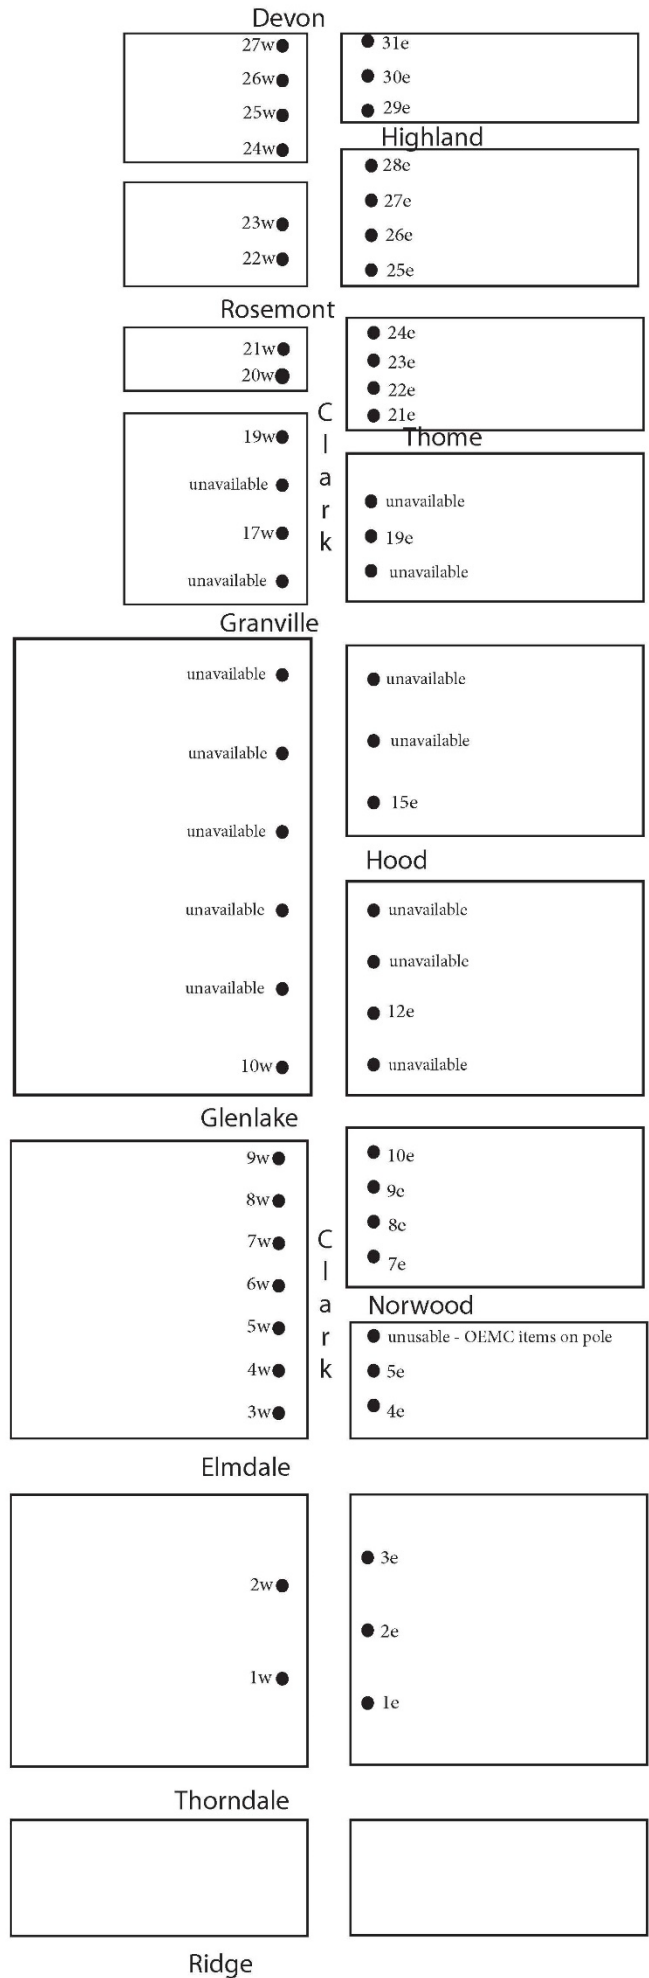 Devon
27w
31e
26w
30e
25w
29e
24w
Highland
28e
27e
23w
26e
22w
25e
Rosemont
24e
21w
23e
20w
22e
21e
Clark
19w
Thome
unavailable
unavailable
17w
19e
unavailable
unavailable
Granville
unavailable
unavailable
unavailable
unavailable
unavailable
15e
Hood
unavailable
unavailable
unavailable
unavailable
12e
10w
unavailable
Glenlake
9w
10e
8w
9e
8e
7w
7e
Clark
6w
Norwood
5w
unusable - OEMC items on pole
4w
5e
3w
4e
Elmdale
3e
2w
2e
1w
1e
Thorndale
Ridge